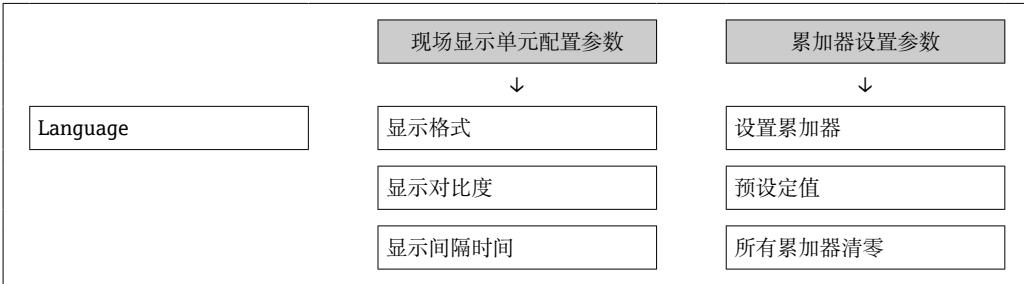 现场显示单元配置参数
累加器设置参数
↓
↓
Language
显示格式
设置累加器
显示对比度
预设定值
显示间隔时间
所有累加器清零